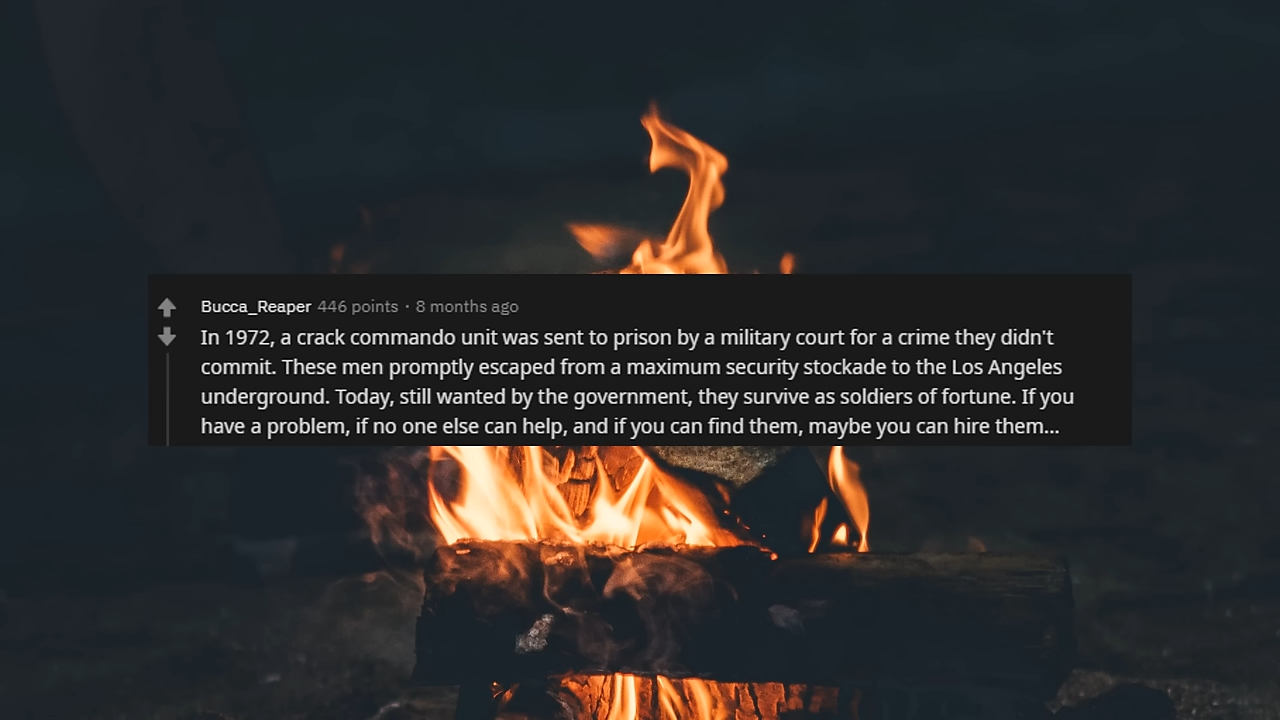 Bucca_Reaper 446 points · 8 months ago
In 1972, a crack commando unit was sent to prison by a military court for a crime they didn't
commit. These men promptly escaped from a maximum security stockade to the Los Angeles
underground. Today, still wanted by the government, they survive as soldiers of fortune. If you
have a problem, if no one else can help, and if you can find them, maybe you can hire them...